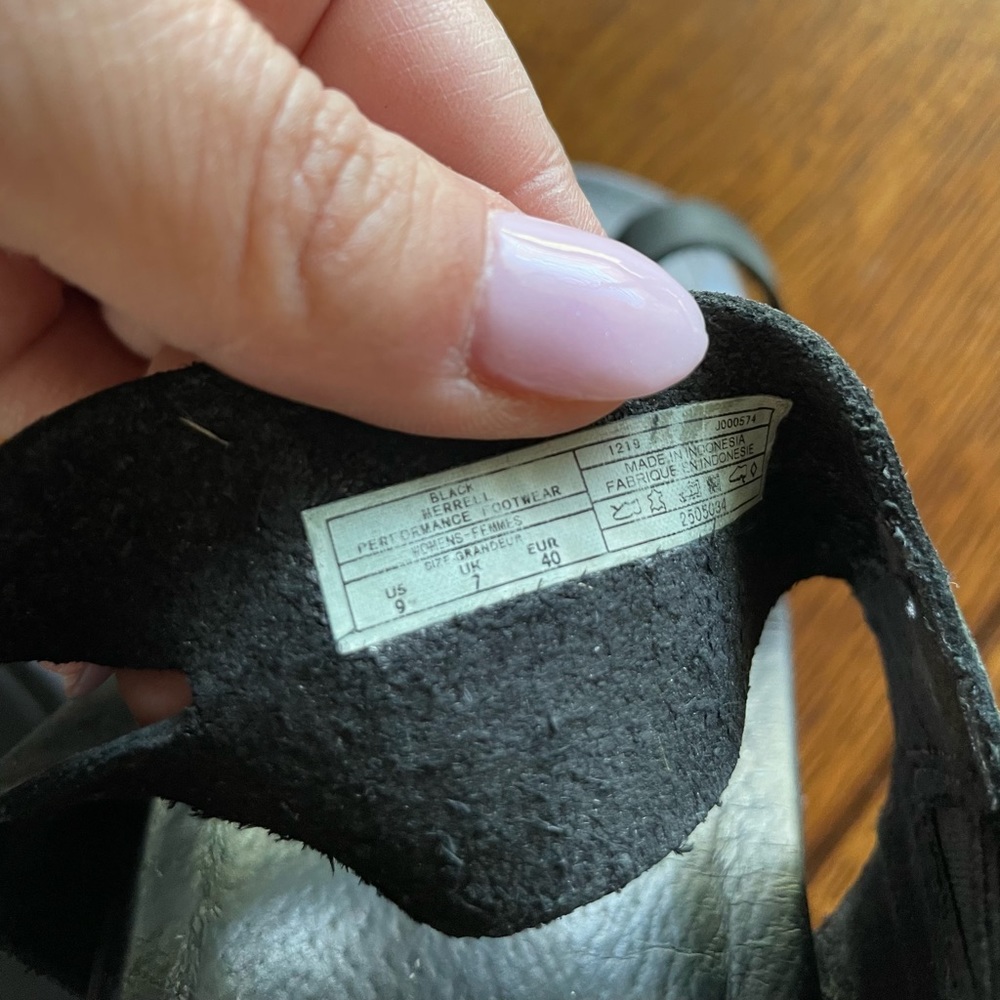 BLACK
MERRELL
PERFORMANCE FOOTWEAR
WOMENS-FEMMES
SIZE-GRANDEUR
US UK EUR
9 7 40
1219 J000574
MADE IN INDONESIA
FABRIQUE EN INDONESIE
2505034